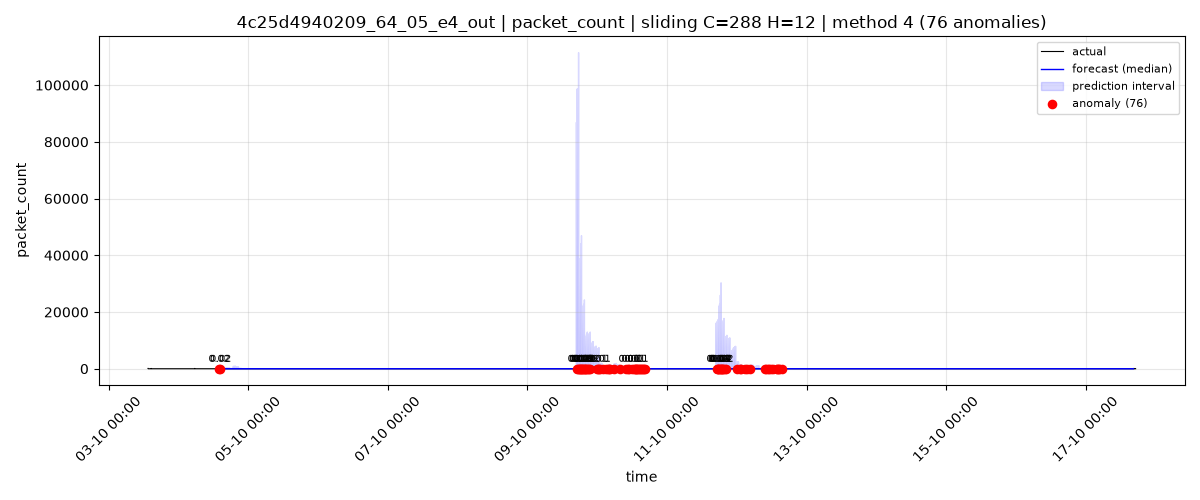 4c25d4940209_64_05_e4_out | packet_count | sliding C=288 H=12 | method 4 (76 anomalies)
actual
forecast (median)
prediction interval
anomaly (76)
packet_count
100000
80000
60000
40000
20000
0
03-10 00:00
05-10 00:00
07-10 00:00
09-10 00:00
11-10 00:00
13-10 00:00
15-10 00:00
17-10 00:00
time